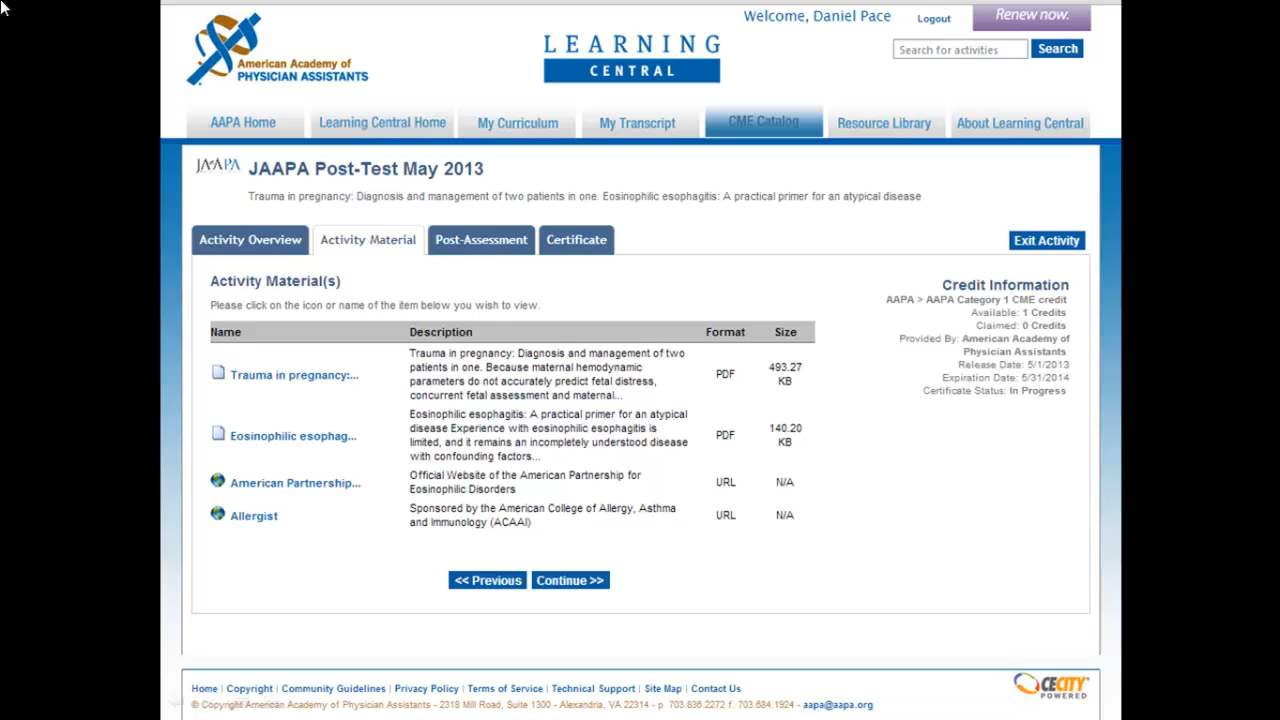 Welcome, Daniel Pace
Logout
Renew now.
American Academy of
PHYSICIAN ASSISTANTS
LEARNING
CENTRAL
Search for activities
Search
AAPA Home
Learning Central Home
My Curriculum
My Transcript
CME Catalog
Resource Library
About Learning Central
JAAPA
JAAPA Post-Test May 2013
Trauma in pregnancy: Diagnosis and management of two patients in one. Eosinophilic esophagitis: A practical primer for an atypical disease
Activity Overview
Activity Material
Post-Assessment
Certificate
Exit Activity
Activity Material(s)
Please click on the icon or name of the item below you wish to view.
Name Description Format Size
Trauma in pregnancy:...
Trauma in pregnancy: Diagnosis and management of two
patients in one. Because maternal hemodynamic
parameters do not accurately predict fetal distress,
concurrent fetal assessment and maternal...
PDF
493.27
KB
Eosinophilic esophag...
Eosinophilic esophagitis: A practical primer for an atypical
disease Experience with eosinophilic esophagitis is
limited, and it remains an incompletely understood disease
with confounding factors...
PDF
140.20
KB
American Partnership...
Official Website of the American Partnership for
Eosinophilic Disorders
URL
N/A
Allergist
Sponsored by the American College of Allergy, Asthma
and Immunology (ACAAI)
URL
N/A
<< Previous
Continue >>
Credit Information
AAPA > AAPA Category 1 CME credit
Available: 1 Credits
Claimed: 0 Credits
Provided By: American Academy of
Physician Assistants
Release Date: 5/1/2013
Expiration Date: 5/31/2014
Certificate Status: In Progress
Home | Copyright | Community Guidelines | Privacy Policy | Terms of Service | Technical Support | Site Map | Contact Us
© Copyright American Academy of Physician Assistants - 2318 Mill Road, Suite 1300 - Alexandria, VA 22314 - p. 703.836.2272 f. 703.684.1924 - aapa@aapa.org
CECITY
POWERED